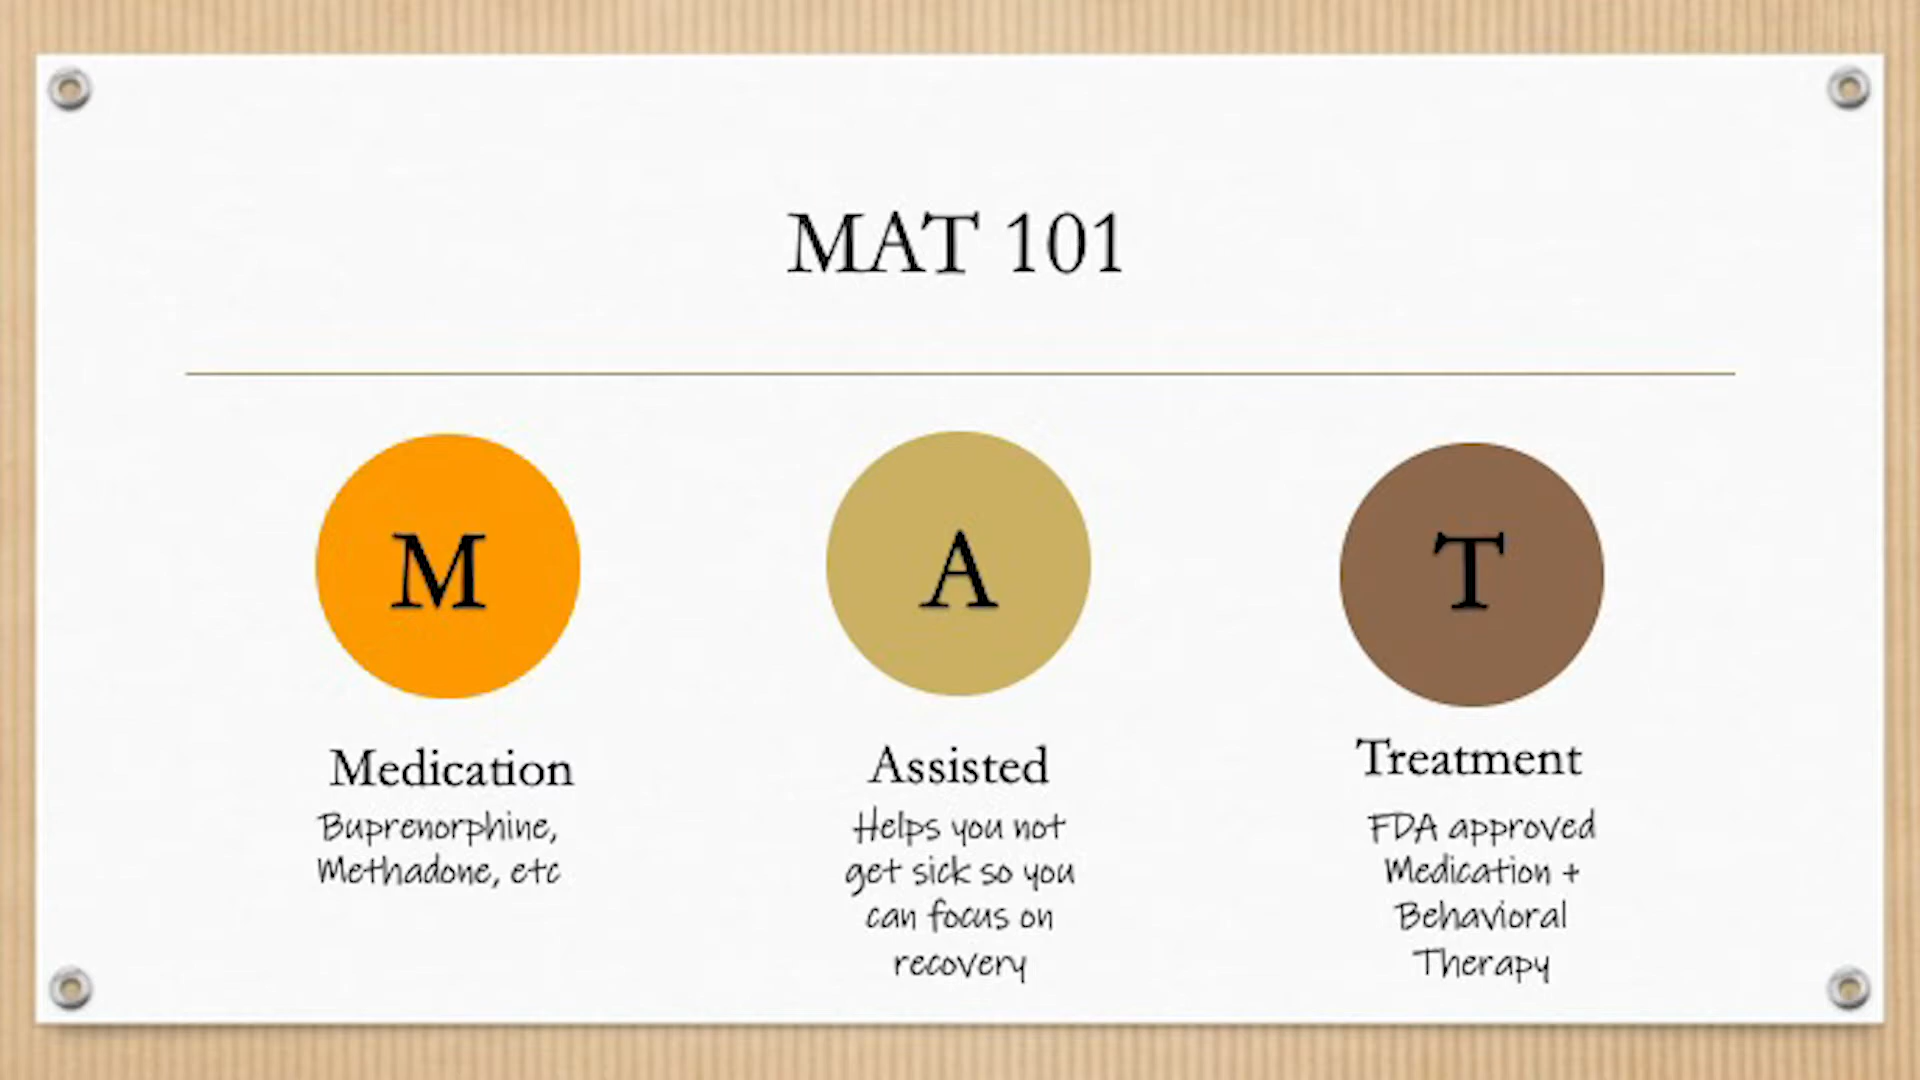 MAT 101
M
A
T
Medication
Buprenorphine,
Methadone, etc
Assisted
Helps you not
get sick so you
can focus on
recovery
Treatment
FDA approved
Medication +
Behavioral
Therapy